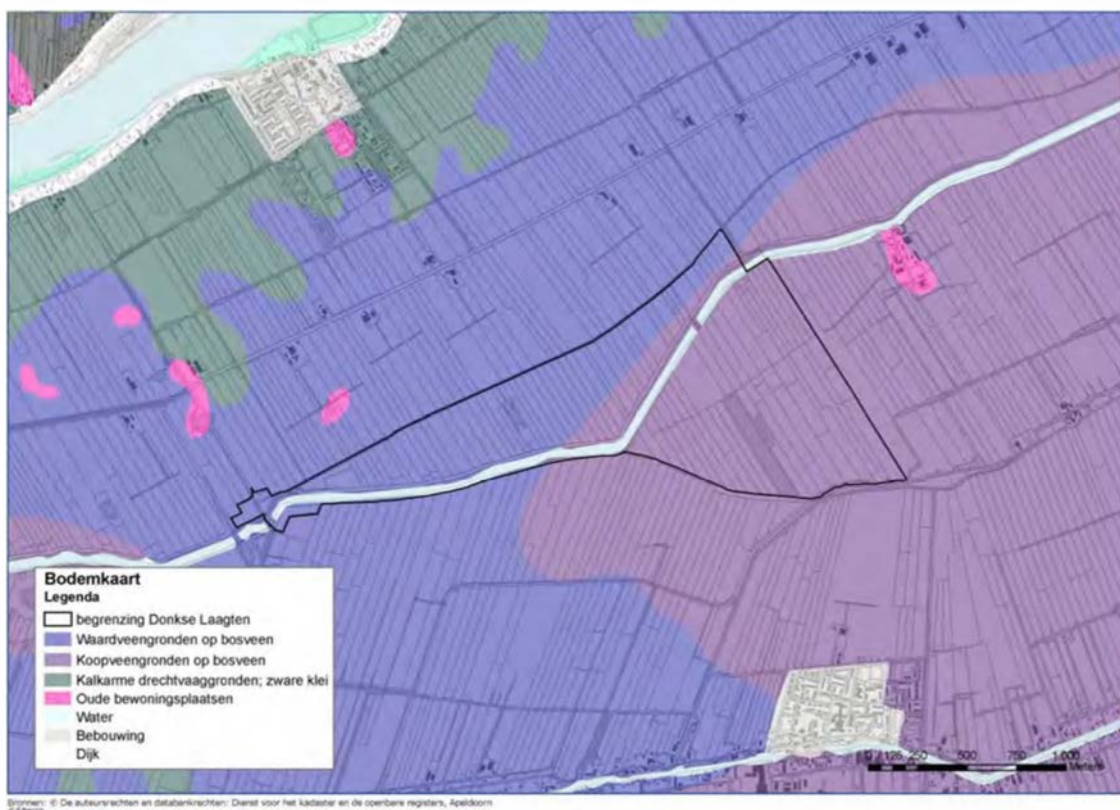 Bodemkaart
Legenda
begrenzing Donkse Laagten
Waardveengronden op bosveen
Koopveengronden op bosveen
Kalkarme drechtvaaggronden; zware klei
Oude bewoningsplaatsen
Water
Bebouwing
Dijk
0 125 250 500 750 1.000
Meters
Bronnen: © De auteursrechten en databankrechten: Dienst voor het kadaster en de openbare registers, Apeldoorn